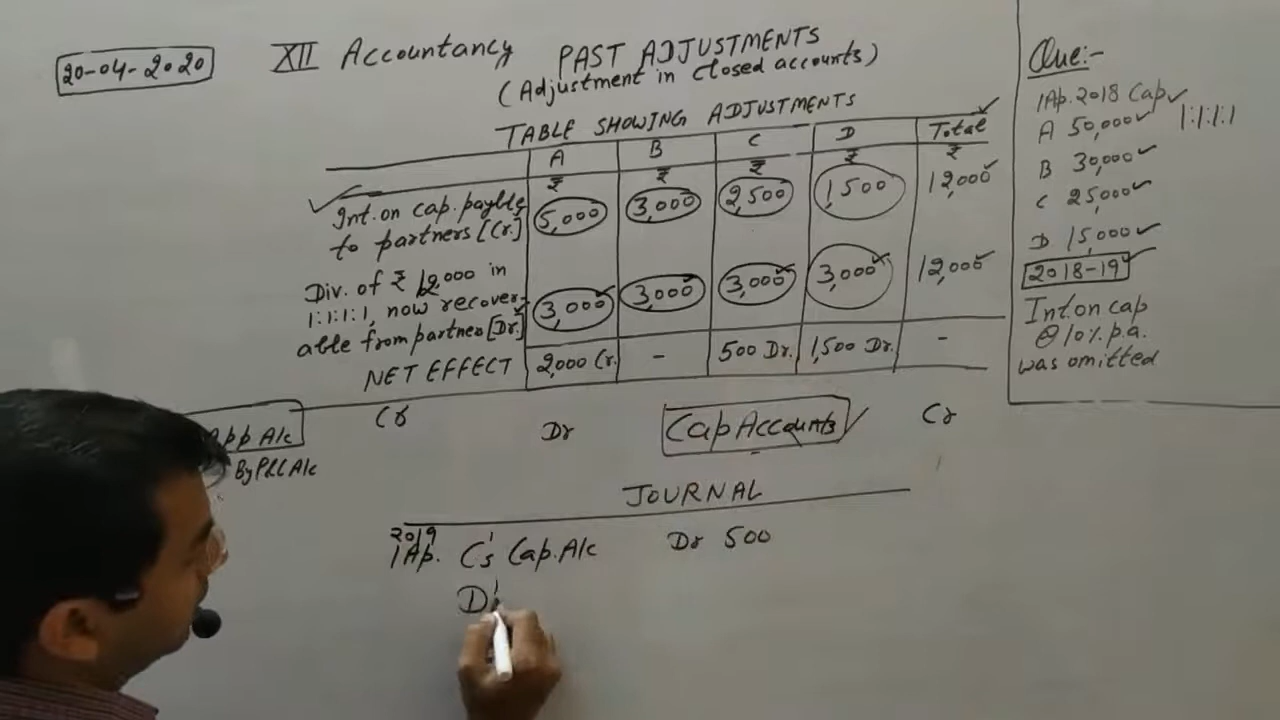 20-04-2020
XII Accountancy PAST ADJUSTMENTS
(Adjustment in closed accounts)
TABLE SHOWING ADJUSTMENTS
A B C D Total
₹ ₹ ₹ ₹ ₹
Int. on cap. payble
to partners [Cr.] 5,000 3,000 2,500 1,500 12,000
Div. of ₹ 12,000 in
1:1:1:1, now recover-
able from partner [Dr.] 3,000 3,000 3,000 3,000 12,000
NET EFFECT 2,000 Cr. - 500 Dr. 1,500 Dr. -
App A/c
Cr
By P&L A/c
Dr Cap Accounts Cr
JOURNAL
2019
1 Ap. C's Cap. A/c Dr 500
D'
Que:-
1 Ap. 2018 Cap
A 50,000 1:1:1:1
B 30,000
C 25,000
D 15,000
2018-19
Int. on cap
@ 10% p.a.
was omitted